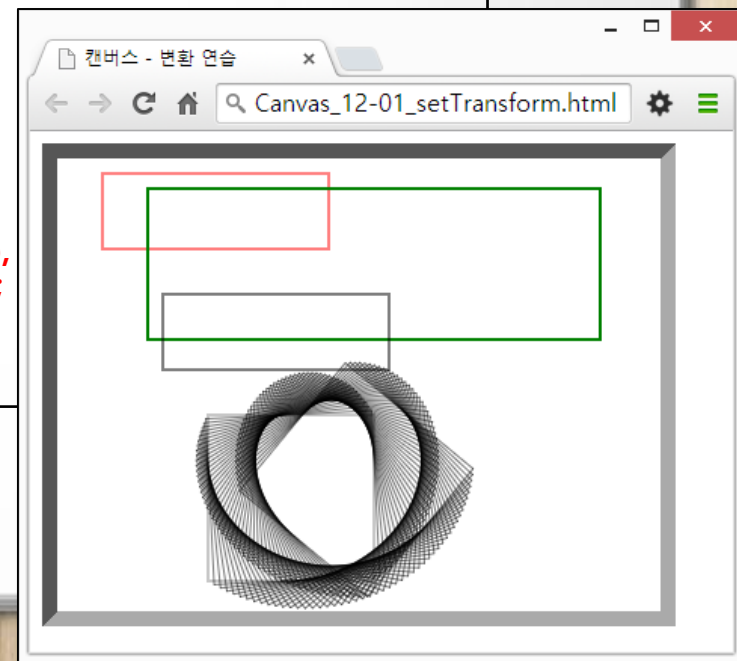 캔버스 - 변환 연습
Canvas_12-01_setTransform.html
,
;